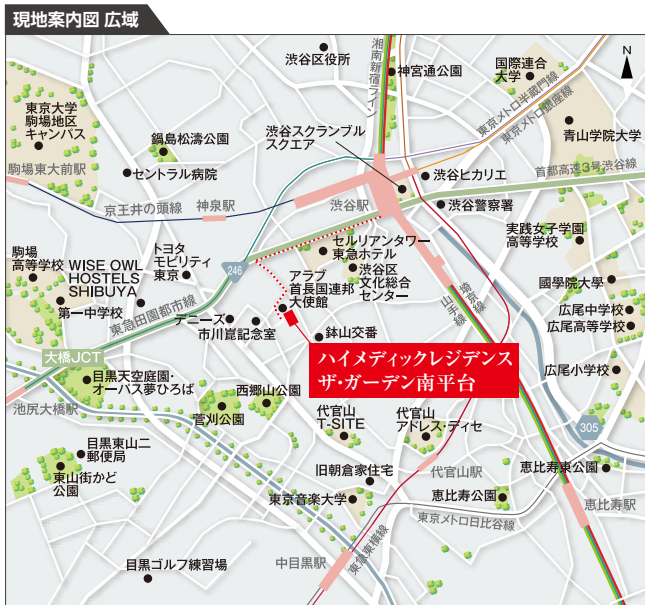 現地案内図 広域
渋谷区役所
湘南新宿ライン
神宮通公園
国際連合
大学
N
東京大学
駒場地区
キャンパス
鍋島松濤公園
渋谷スクランブル
スクエア
東京メトロ半蔵門線
東京メトロ銀座線
青山学院大学
駒場東大前駅
セントラル病院
渋谷ヒカリエ
首都高速3号渋谷線
京王井の頭線
神泉駅
渋谷駅
渋谷警察署
実践女子学園
高等学校
駒場
高等学校
トヨタ
モビリティ
東京
246
セルリアンタワー
東急ホテル
WISE OWL
HOSTELS
SHIBUYA
アラブ
首長国連邦
大使館
渋谷区
文化総合
センター
埼京線
山手線
國學院大學
第一中学校
東急田園都市線
デニーズ
市川崑記念室
鉢山交番
広尾中学校
広尾高等学校
大橋JCT
ハイメディックレジデンス
ザ・ガーデン南平台
広尾小学校
目黒天空庭園・
オーパス夢ひろば
西郷山公園
池尻大橋駅
菅刈公園
代官山
T-SITE
代官山
アドレス・ディセ
305
目黒東山二
郵便局
東山街かど
公園
旧朝倉家住宅
代官山駅
恵比寿東公園
東京音楽大学
恵比寿公園
恵比寿駅
東京メトロ日比谷線
東急東横線
中目黒駅
目黒ゴルフ練習場